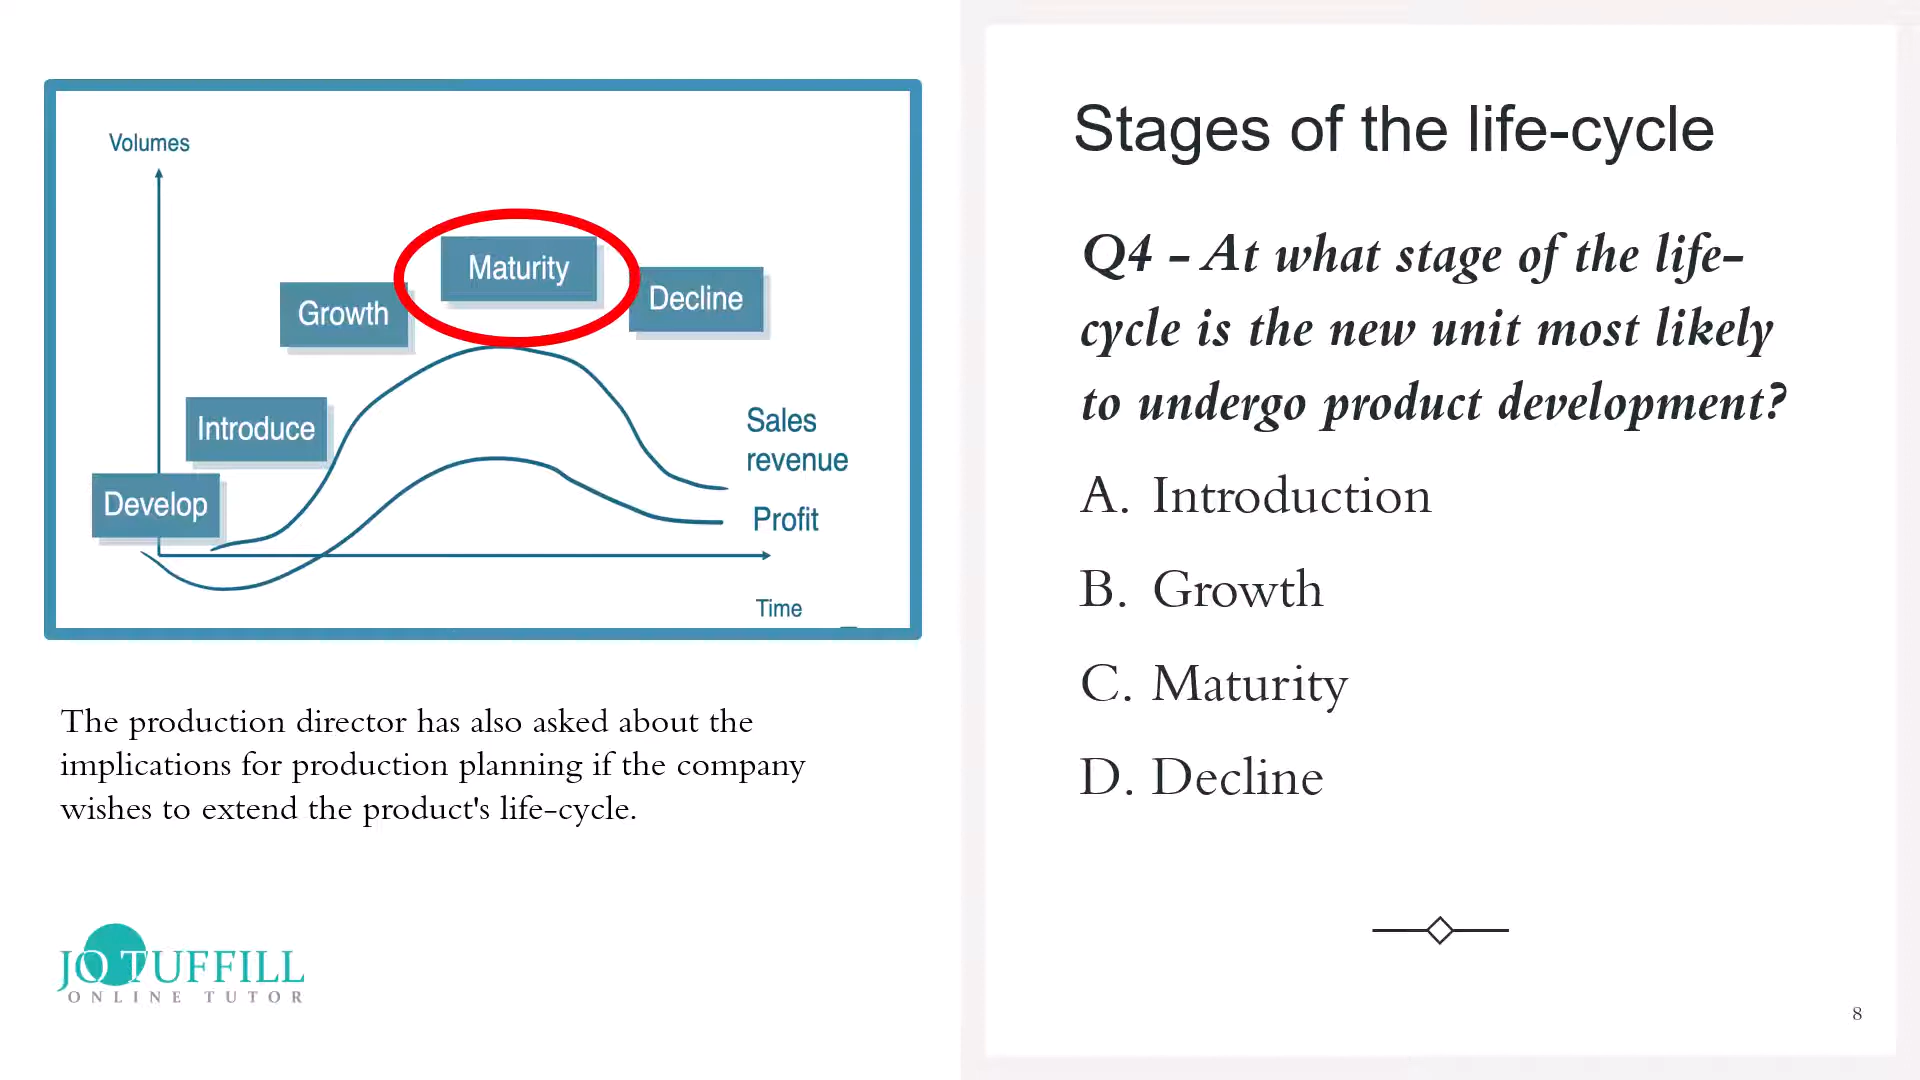 Volumes
Maturity
Growth
Decline
Introduce
Develop
Sales
revenue
Profit
Time
The production director has also asked about the
implications for production planning if the company
wishes to extend the product's life-cycle.
JO TUFFILL
ONLINE TUTOR
Stages of the life-cycle
Q4 - At what stage of the life-
cycle is the new unit most likely
to undergo product development?
A. Introduction
B. Growth
C. Maturity
D. Decline
8